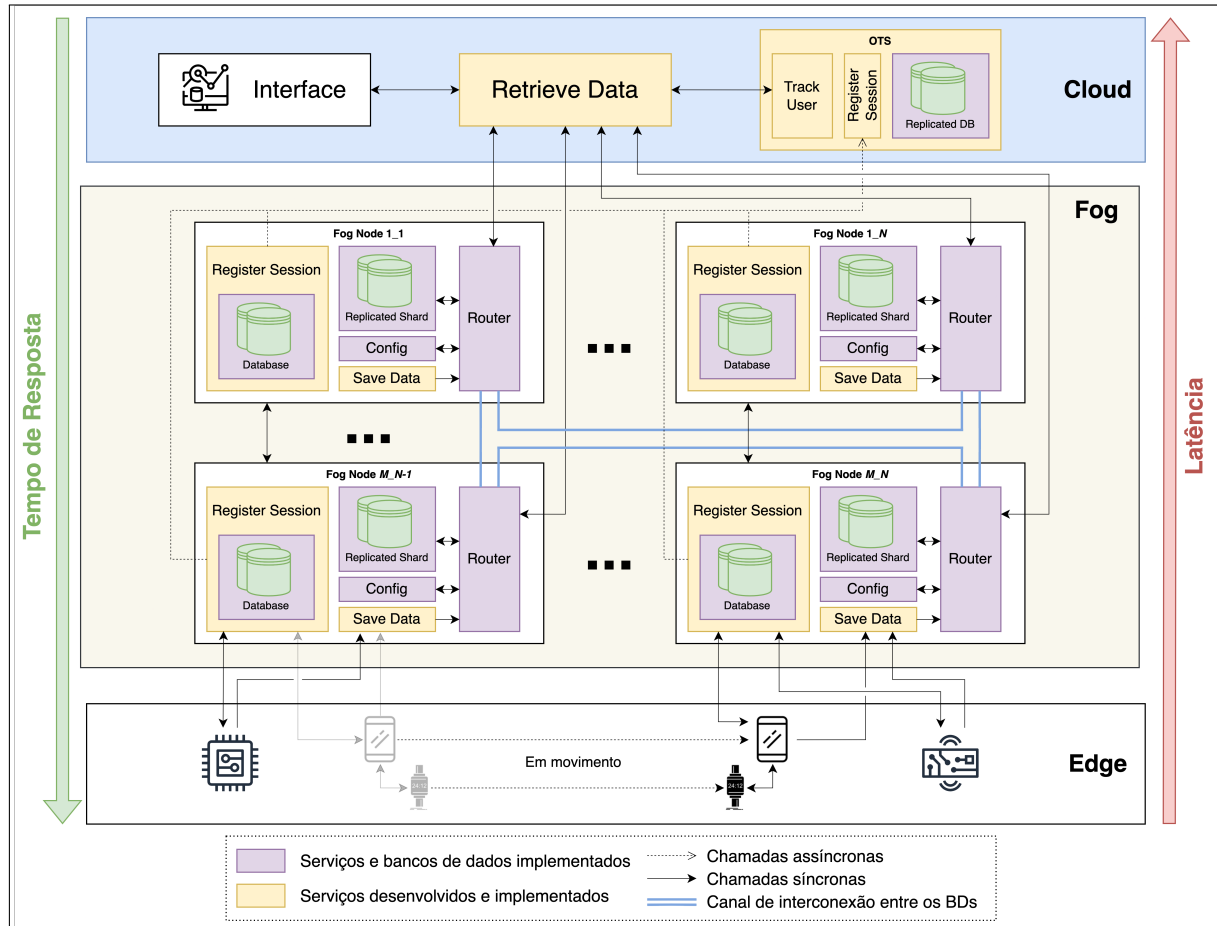 OTS
Interface
Retrieve Data
Track
User
Register
Session
Replicated DB
Cloud
Fog
Fog Node 1_1
Register Session
Database
Replicated Shard
Config
Save Data
Router
Fog Node 1_N
Register Session
Database
Replicated Shard
Config
Save Data
Router
Fog Node M_N-1
Register Session
Database
Replicated Shard
Config
Save Data
Router
Fog Node M_N
Register Session
Database
Replicated Shard
Config
Save Data
Router
Tempo de Resposta
Latência
Em movimento
24:12
24:12
Edge
Serviços e bancos de dados implementados
Serviços desenvolvidos e implementados
Chamadas assíncronas
Chamadas síncronas
Canal de interconexão entre os BDs